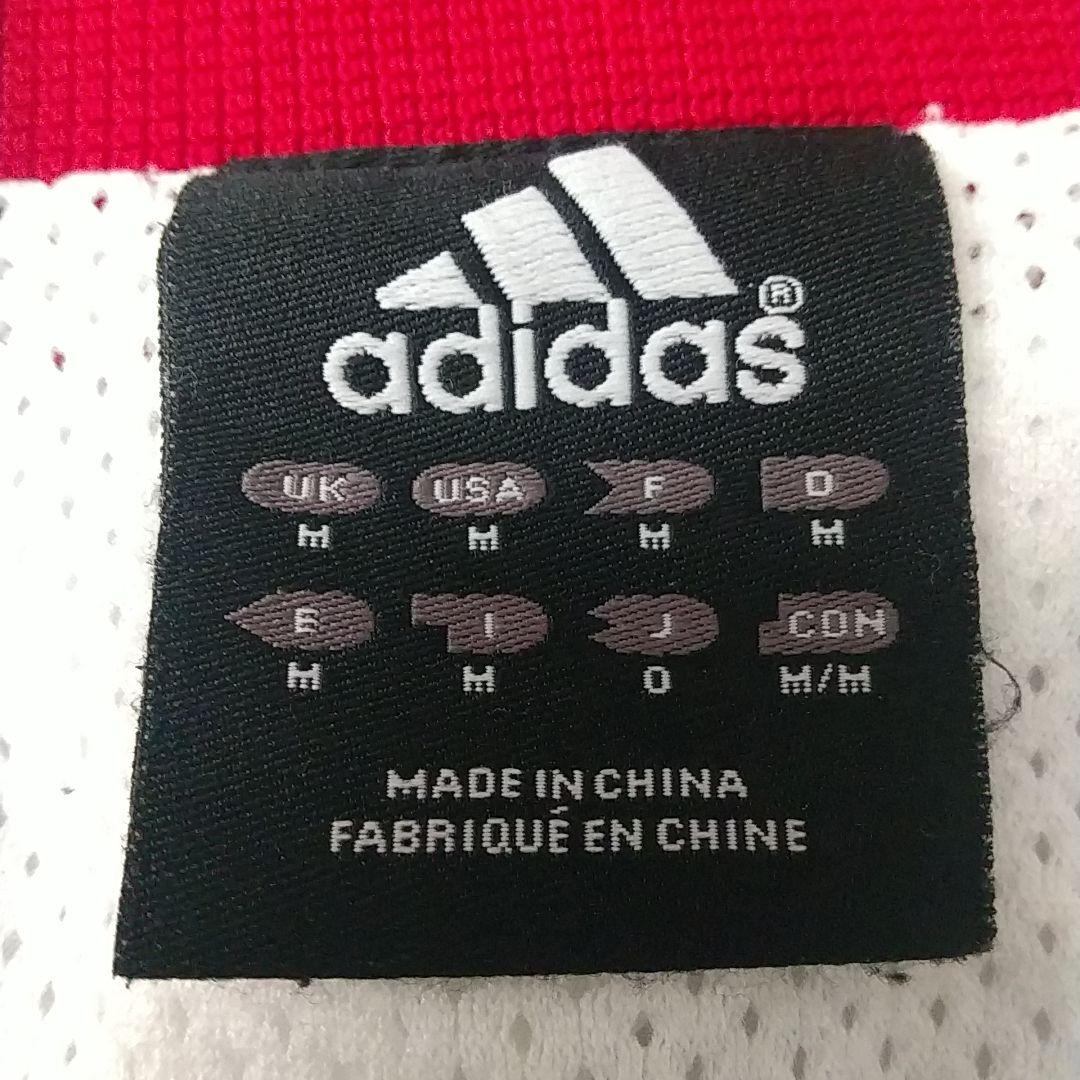 adidas®
UK USA F D
M M M M
E I J CON
M M O M/M
MADE IN CHINA
FABRIQUÉ EN CHINE